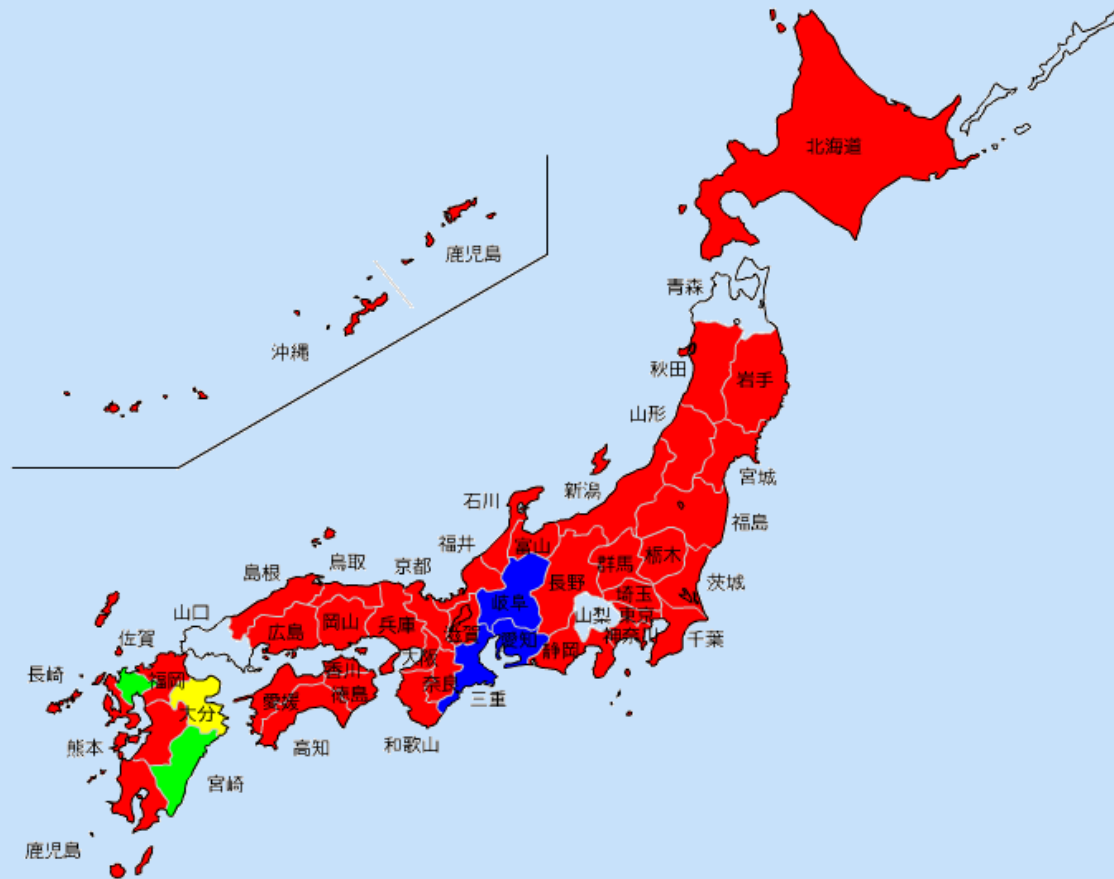 北海道
鹿児島
沖縄
青森
秋田
岩手
山形
宮城
新潟
石川
福島
福井
富山
群馬
栃木
鳥取
京都
島根
長野
茨城
埼玉
岐阜
山梨
東京
山口
岡山
兵庫
広島
滋賀
愛知
神奈川
千葉
佐賀
静岡
大阪
香川
奈良
長崎
福岡
愛媛
徳島
三重
大分
高知
和歌山
熊本
宮崎
鹿児島